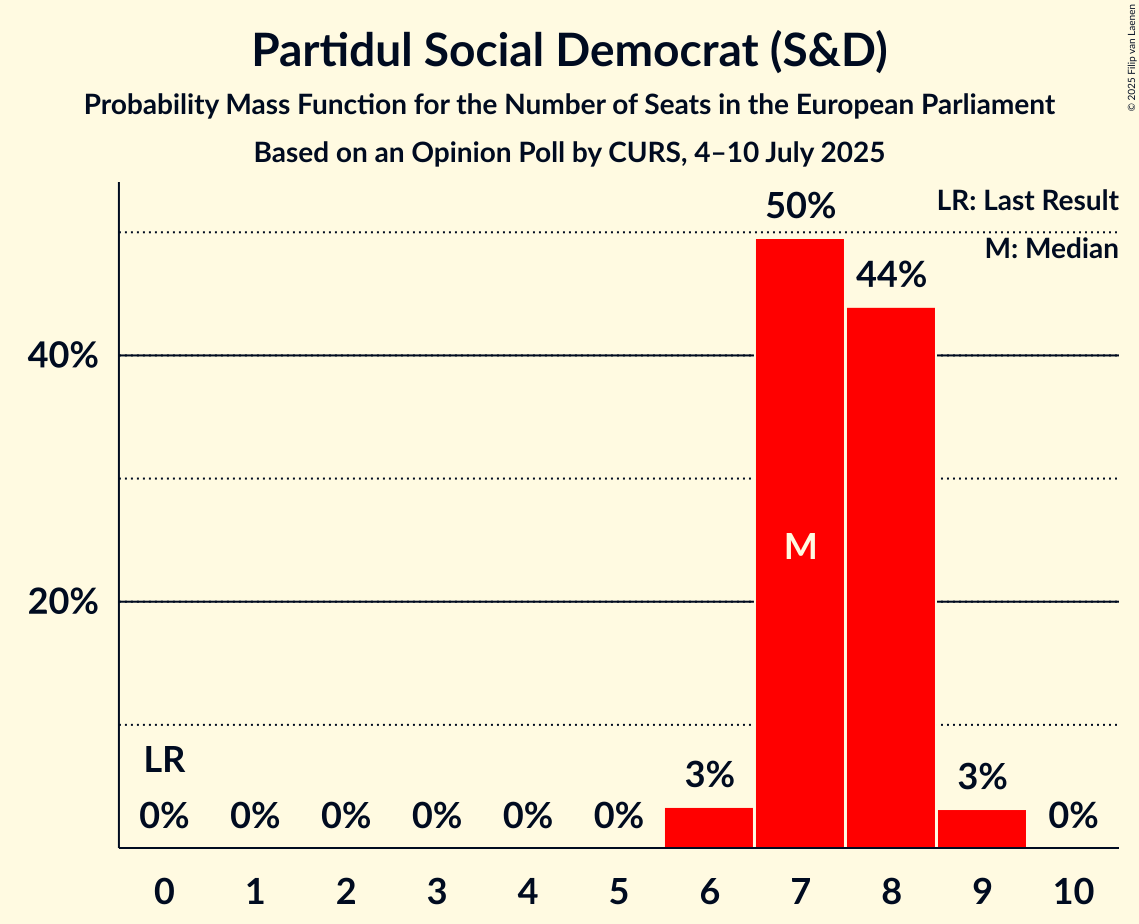 Partidul Social Democrat (S&D)
Probability Mass Function for the Number of Seats in the European Parliament
Based on an Opinion Poll by CURS, 4–10 July 2025
© 2025 Filip van Laenen
LR: Last Result
M: Median
50%
44%
40%
M
20%
LR
3%
3%
0%
0%
0%
0%
0%
0%
0%
0 1 2 3 4 5 6 7 8 9 10